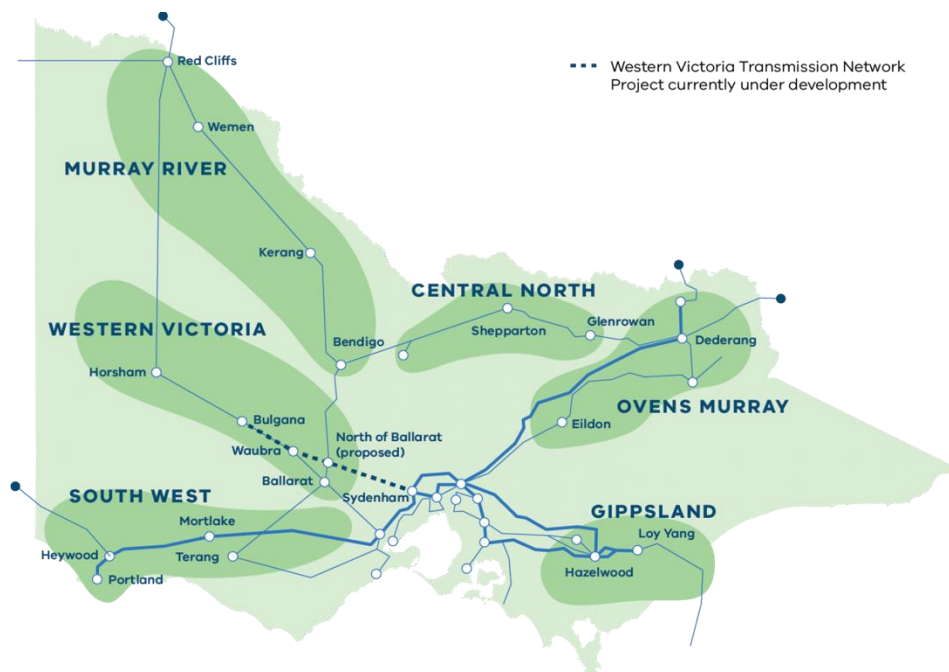 Red Cliffs
Western Victoria Transmission Network
Project currently under development
Wemen
MURRAY RIVER
Kerang
CENTRAL NORTH
WESTERN VICTORIA
Shepparton
Glenrowan
Bendigo
Dederang
Horsham
OVENS MURRAY
Bulgana
Eildon
Waubra
North of Ballarat
(proposed)
Ballarat
Sydenham
SOUTH WEST
GIPPSLAND
Mortlake
Loy Yang
Heywood
Terang
Hazelwood
Portland